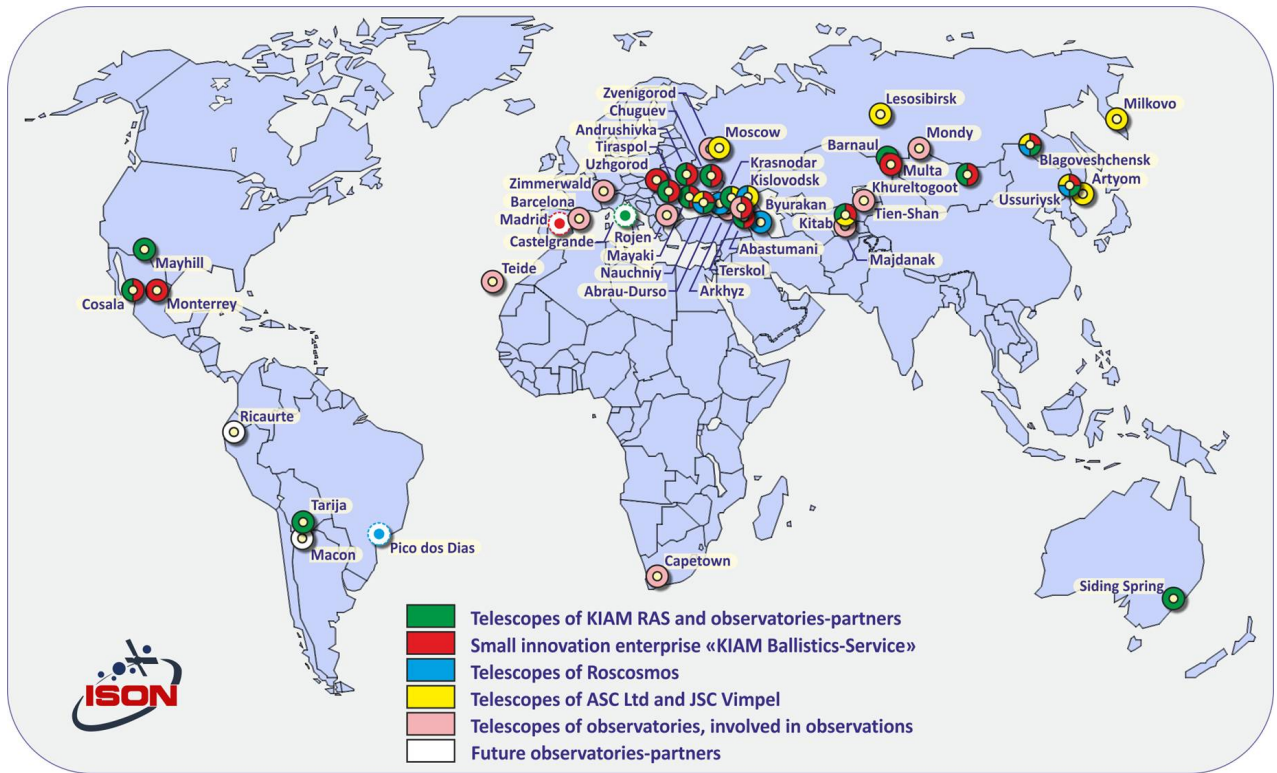 Zvenigorod
Chuguev
Andrushivka
Tiraspol
Uzhgorod
Moscow
Lesosibirsk
Milkovo
Barnaul
Mondy
Blagoveshchensk
Multa
Artyom
Khureltogoot
Ussuriysk
Krasnodar
Kislovodsk
Zimmerwald
Barcelona
Madrid
Castelgrande
Byurakan
Tien-Shan
Kitab
Rojen
Mayaki
Nauchniy
Abrau-Durso
Abastumani
Terskol
Arkhyz
Majdanak
Mayhill
Teide
Cosala
Monterrey
Ricaurte
Tarija
Macon
Pico dos Dias
Capetown
Siding Spring
Telescopes of KIAM RAS and observatories-partners
Small innovation enterprise «KIAM Ballistics-Service»
Telescopes of Roscosmos
Telescopes of ASC Ltd and JSC Vimpel
Telescopes of observatories, involved in observations
Future observatories-partners
ISON